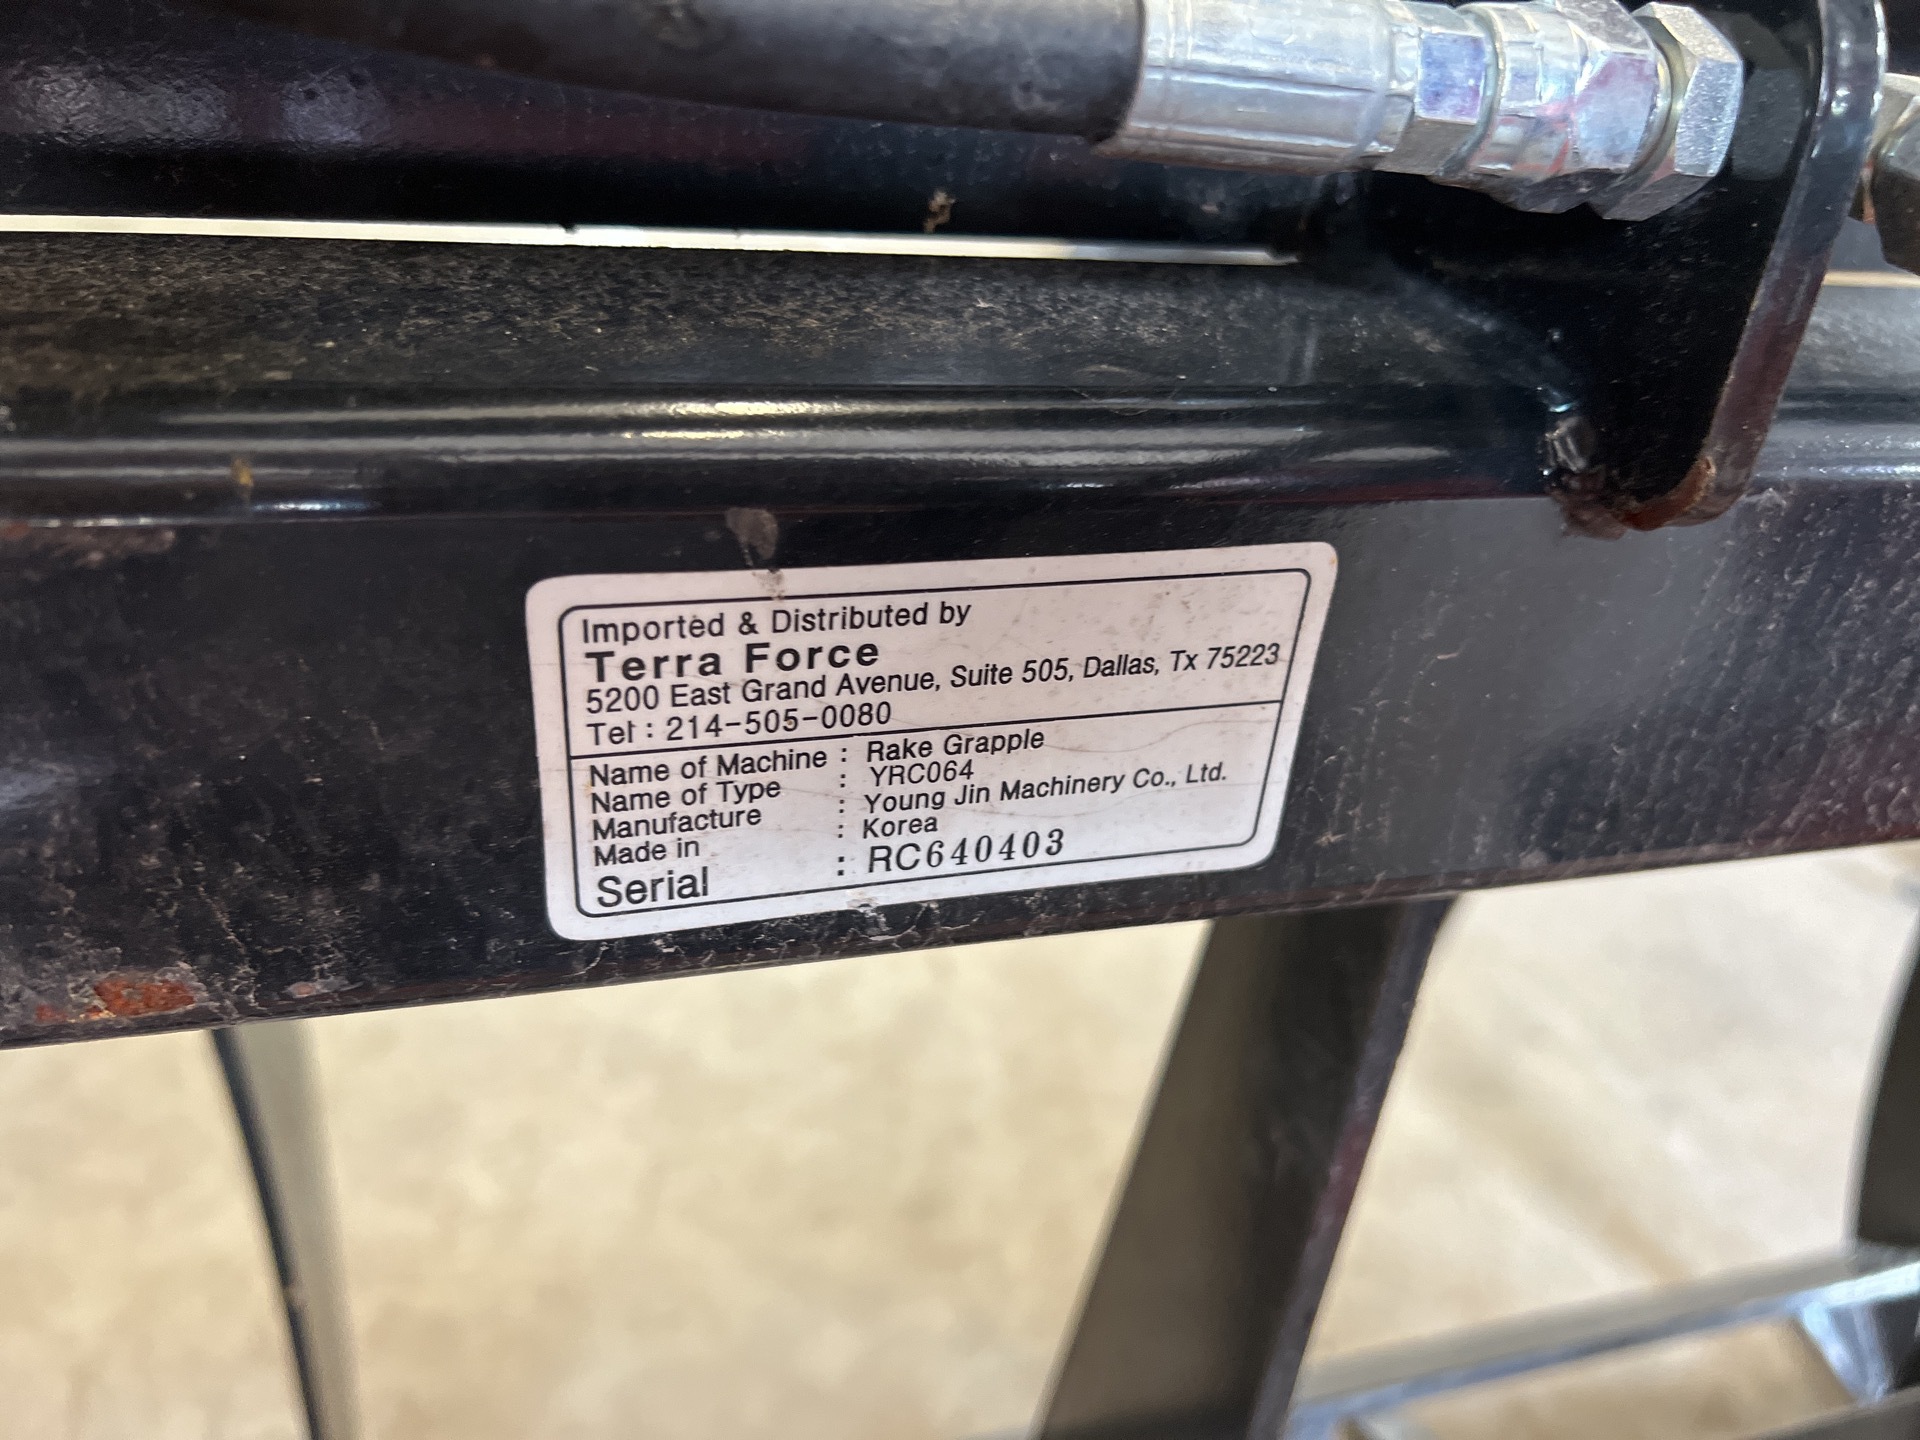 Imported & Distributed by
Terra Force
5200 East Grand Avenue, Suite 505, Dallas, Tx 75223
Tel : 214-505-0080
Name of Machine : Rake Grapple
Name of Type : YRC064
Manufacture : Young Jin Machinery Co., Ltd.
Made in : Korea
Serial : RC640403